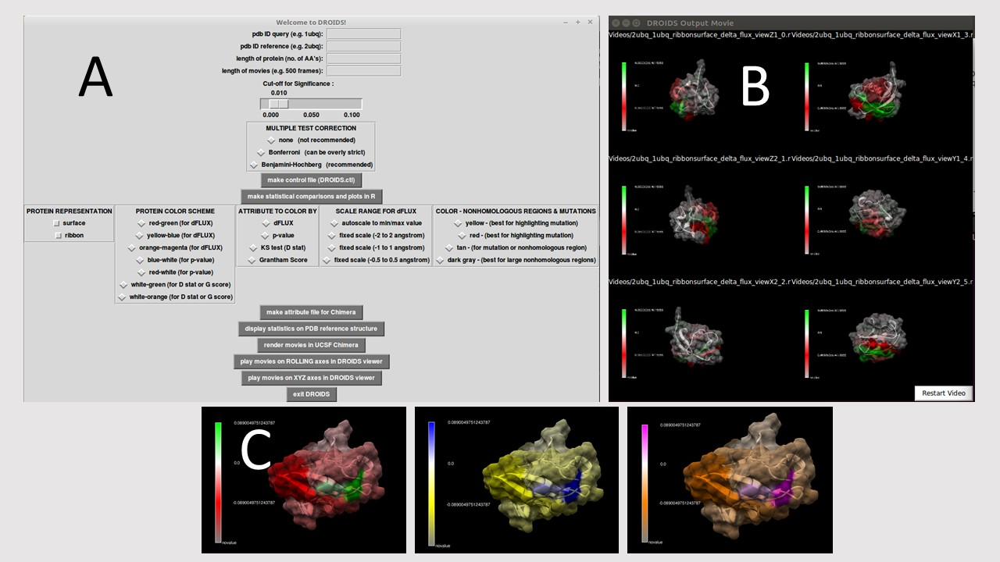 Welcome to DROIDS!
pdb ID query (e.g. 1ubq):
pdb ID reference (e.g. 2ubq):
length of protein (no. of AA's):
length of movies (e.g. 500 frames):
Cut-off for Significance :
0.010
0.000 0.050 0.100
MULTIPLE TEST CORRECTION
none (not recommended)
Bonferroni (can be overly strict)
Benjamini-Hochberg (recommended)
make control file (DROIDS.ctl)
make statistical comparisons and plots in R
PROTEIN REPRESENTATION
surface
ribbon
PROTEIN COLOR SCHEME
red-green (for dFLUX)
yellow-blue (for dFLUX)
orange-magenta (for dFLUX)
blue-white (for p-value)
red-white (for p-value)
white-green (for D stat or G score)
white-orange (for D stat or G score)
ATTRIBUTE TO COLOR BY
dFLUX
p-value
KS test (D stat)
Grantham Score
SCALE RANGE FOR dFLUX
autoscale to min/max value
fixed scale (-2 to 2 angstrom)
fixed scale (-1 to 1 angstrom)
fixed scale (-0.5 to 0.5 angstrom)
COLOR - NONHOMOLOGOUS REGIONS & MUTATIONS
yellow - (best for highlighting mutation)
red - (best for highlighting mutation)
tan - (for mutation or nonhomologous region)
dark gray - (best for large nonhomologous regions)
make attribute file for Chimera
display statistics on PDB reference structure
render movies in UCSF Chimera
play movies on ROLLING axes in DROIDS viewer
play movies on XYZ axes in DROIDS viewer
exit DROIDS
A
DROIDS Output Movie
Videos/2ubq_1ubq_ribbonsurface_delta_flux_viewZ1_0.r
Videos/2ubq_1ubq_ribbonsurface_delta_flux_viewX1_3.r
B
Videos/2ubq_1ubq_ribbonsurface_delta_flux_viewZ2_1.r
Videos/2ubq_1ubq_ribbonsurface_delta_flux_viewY1_4.r
Videos/2ubq_1ubq_ribbonsurface_delta_flux_viewX2_2.r
Videos/2ubq_1ubq_ribbonsurface_delta_flux_viewY2_5.r
Restart Video
C
0.0890049751243787
0.0
-0.0890049751243787
novalue
0.0890049751243787
0.0
-0.0890049751243787
novalue
0.0890049751243787
0.0
-0.0890049751243787
novalue